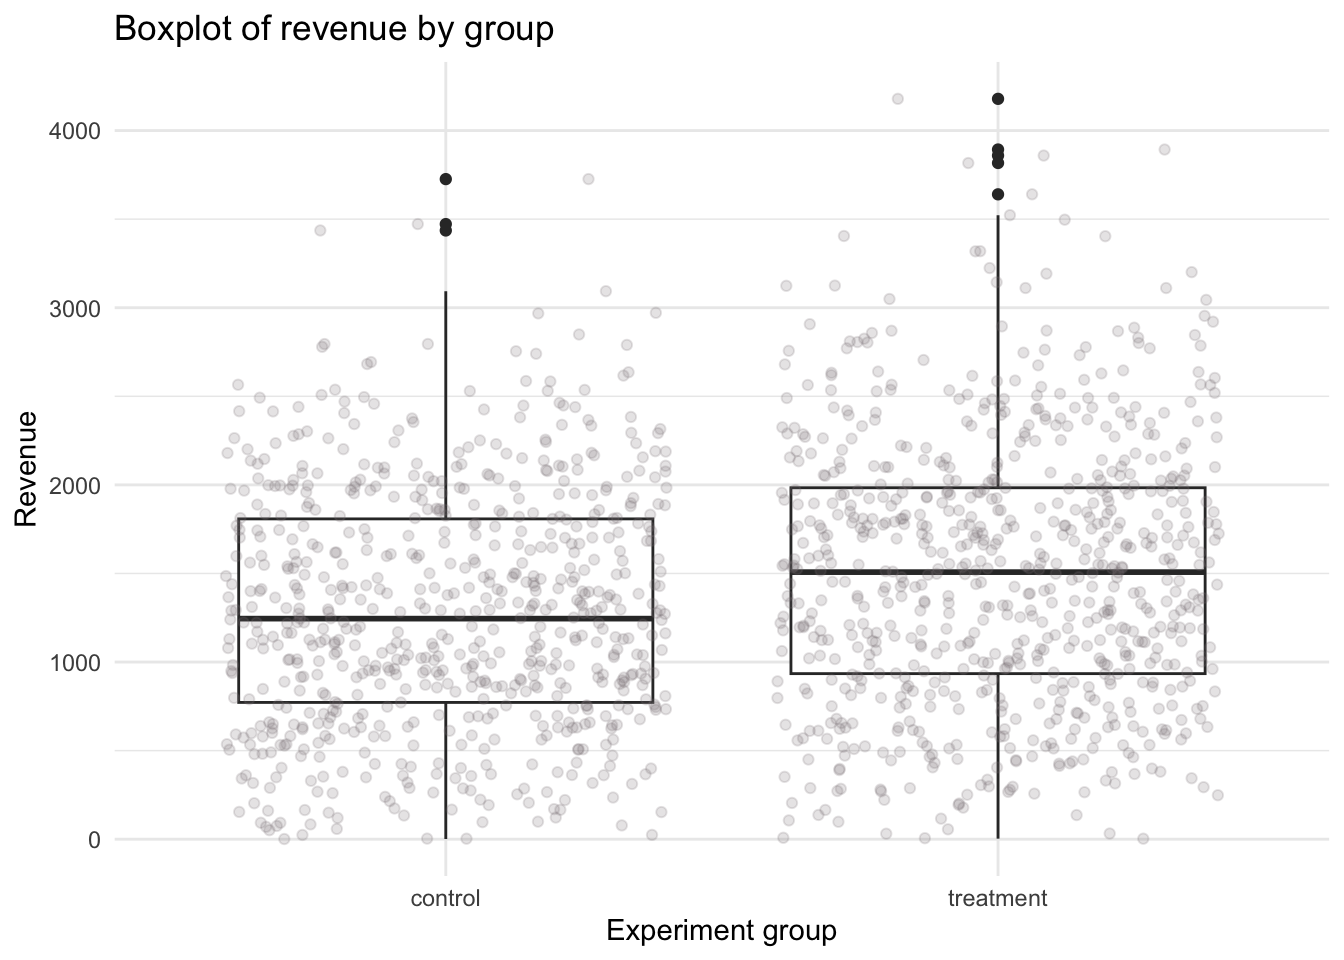 Boxplot of revenue by group
4000
3000
2000
1000
0
Revenue
control
treatment
Experiment group